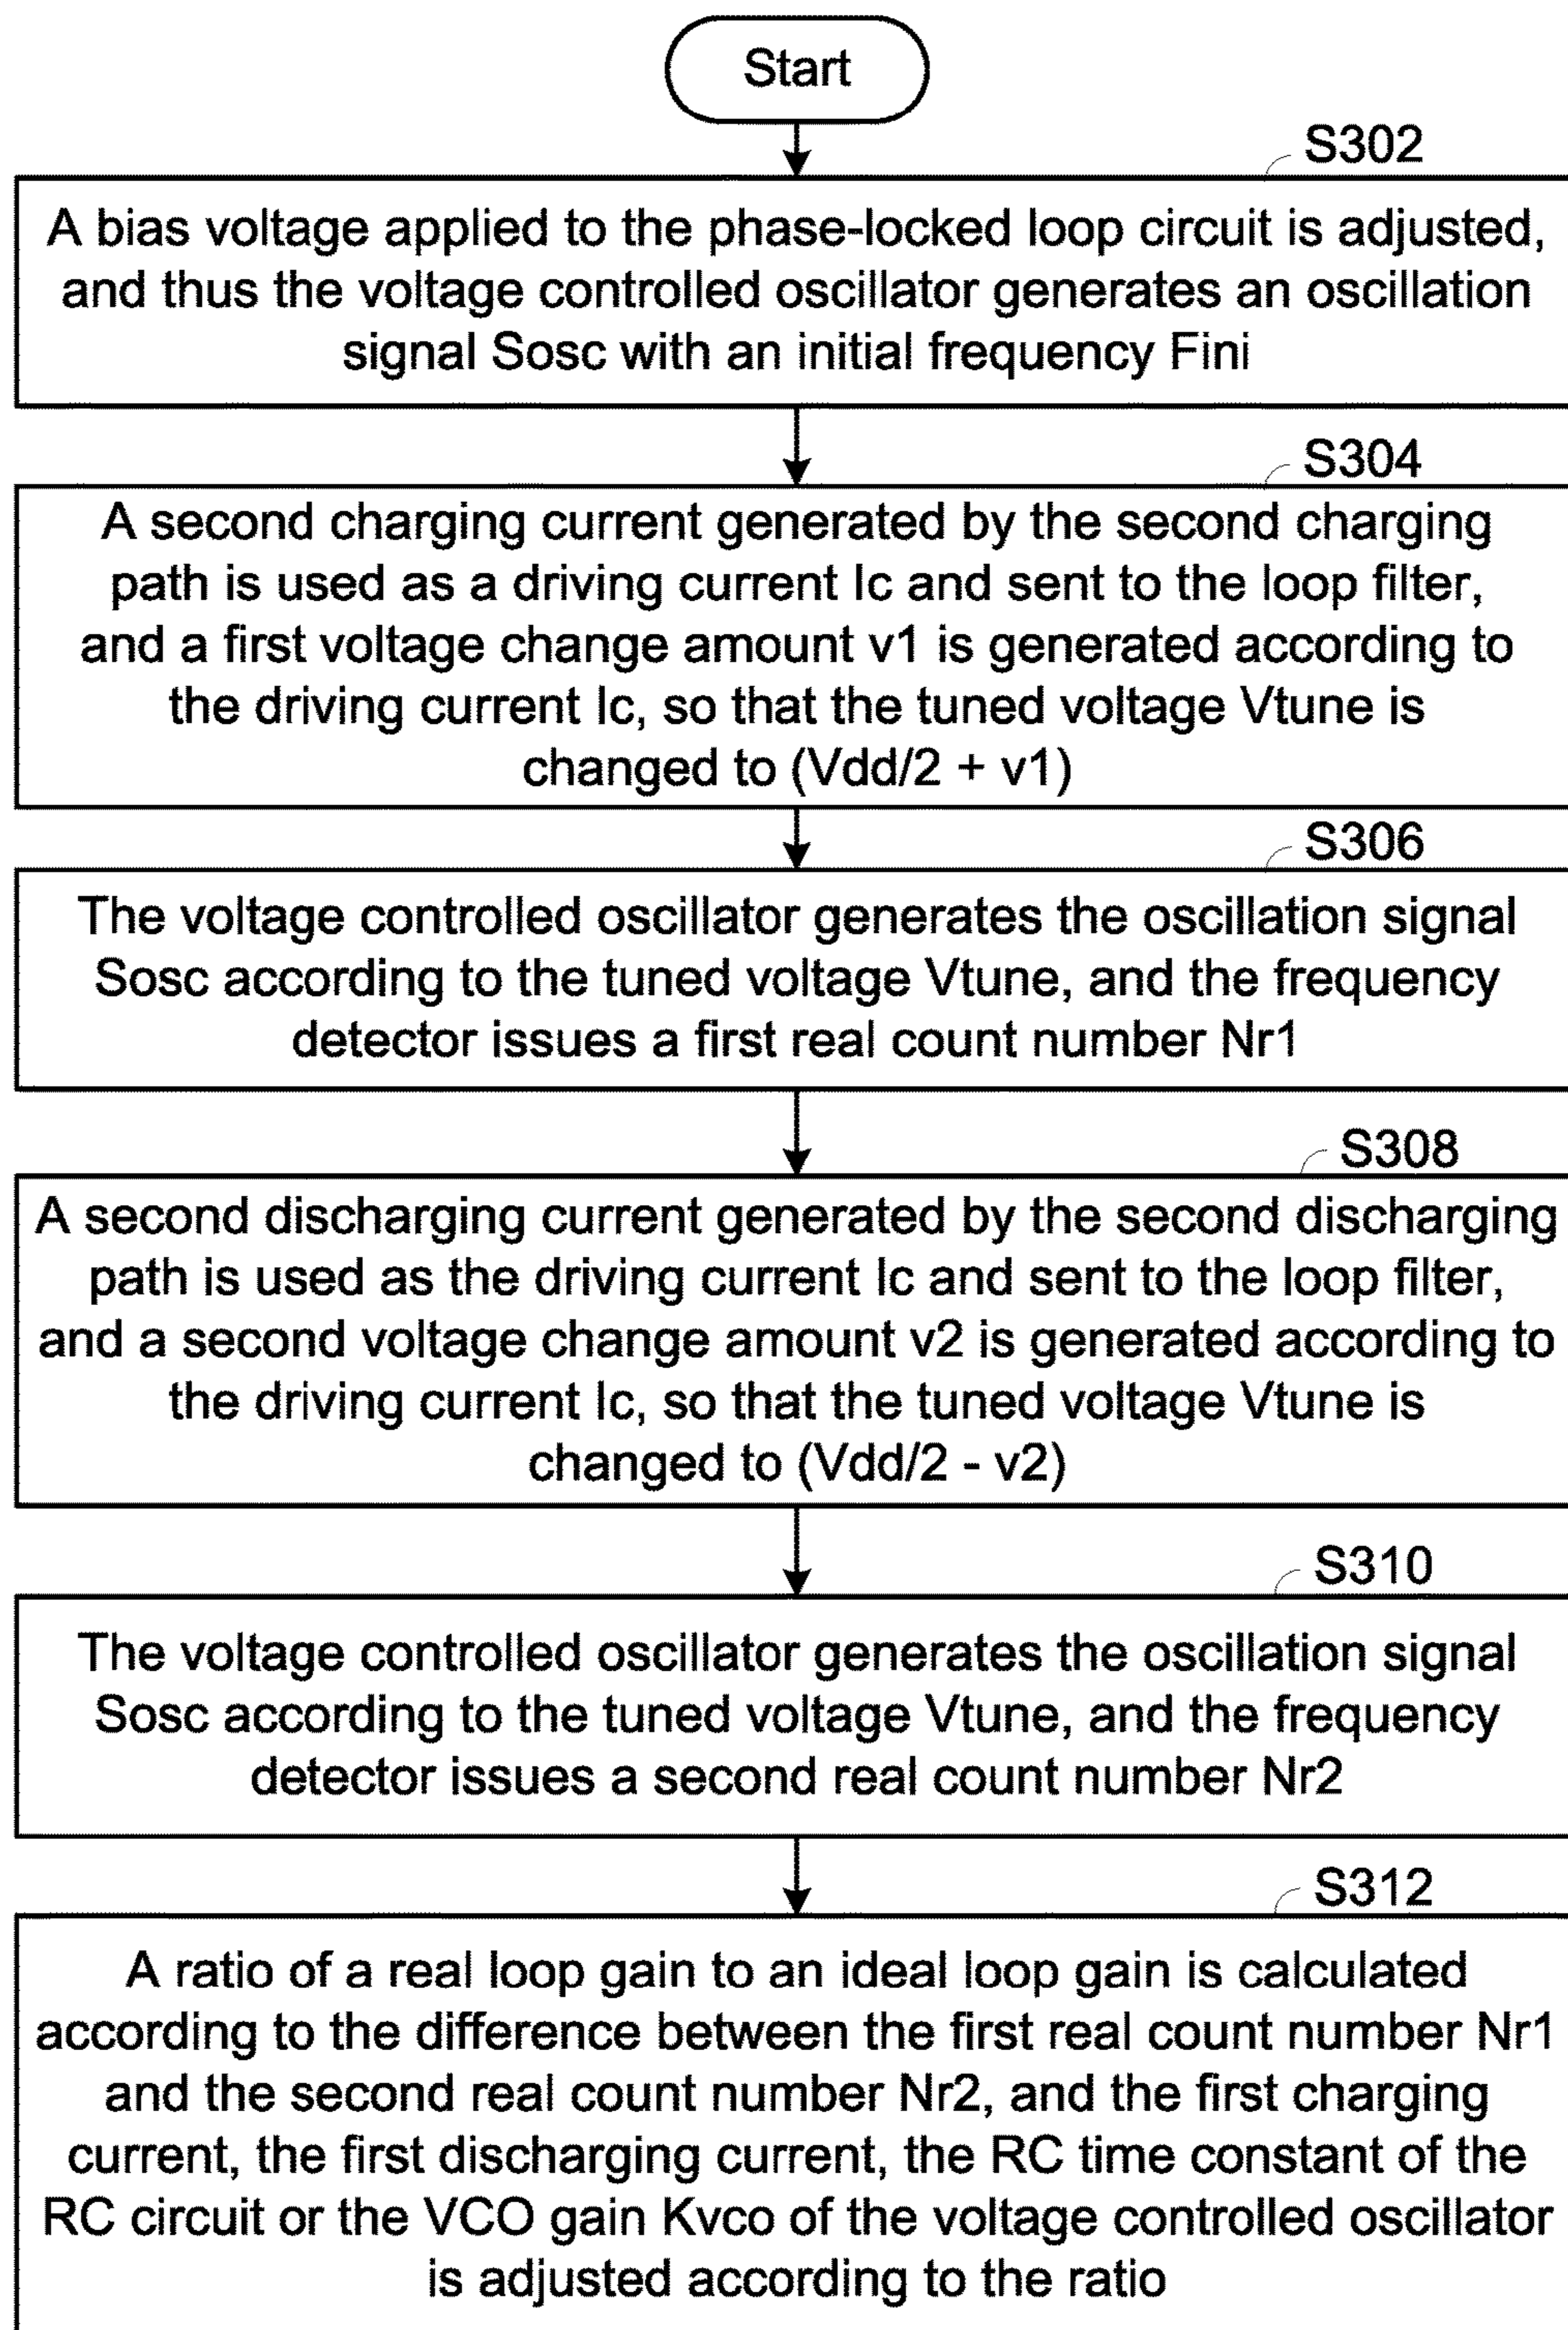 Start
S302
A bias voltage applied to the phase-locked loop circuit is adjusted,
and thus the voltage controlled oscillator generates an oscillation
signal Sosc with an initial frequency Fini
S304
A second charging current generated by the second charging
path is used as a driving current Ic and sent to the loop filter,
and a first voltage change amount v1 is generated according to
the driving current Ic, so that the tuned voltage Vtune is
changed to (Vdd/2 + v1)
S306
The voltage controlled oscillator generates the oscillation signal
Sosc according to the tuned voltage Vtune, and the frequency
detector issues a first real count number Nr1
S308
A second discharging current generated by the second discharging
path is used as the driving current Ic and sent to the loop filter,
and a second voltage change amount v2 is generated according to
the driving current Ic, so that the tuned voltage Vtune is
changed to (Vdd/2 - v2)
S310
The voltage controlled oscillator generates the oscillation signal
Sosc according to the tuned voltage Vtune, and the frequency
detector issues a second real count number Nr2
S312
A ratio of a real loop gain to an ideal loop gain is calculated
according to the difference between the first real count number Nr1
and the second real count number Nr2, and the first charging
current, the first discharging current, the RC time constant of the
RC circuit or the VCO gain Kvco of the voltage controlled oscillator
is adjusted according to the ratio